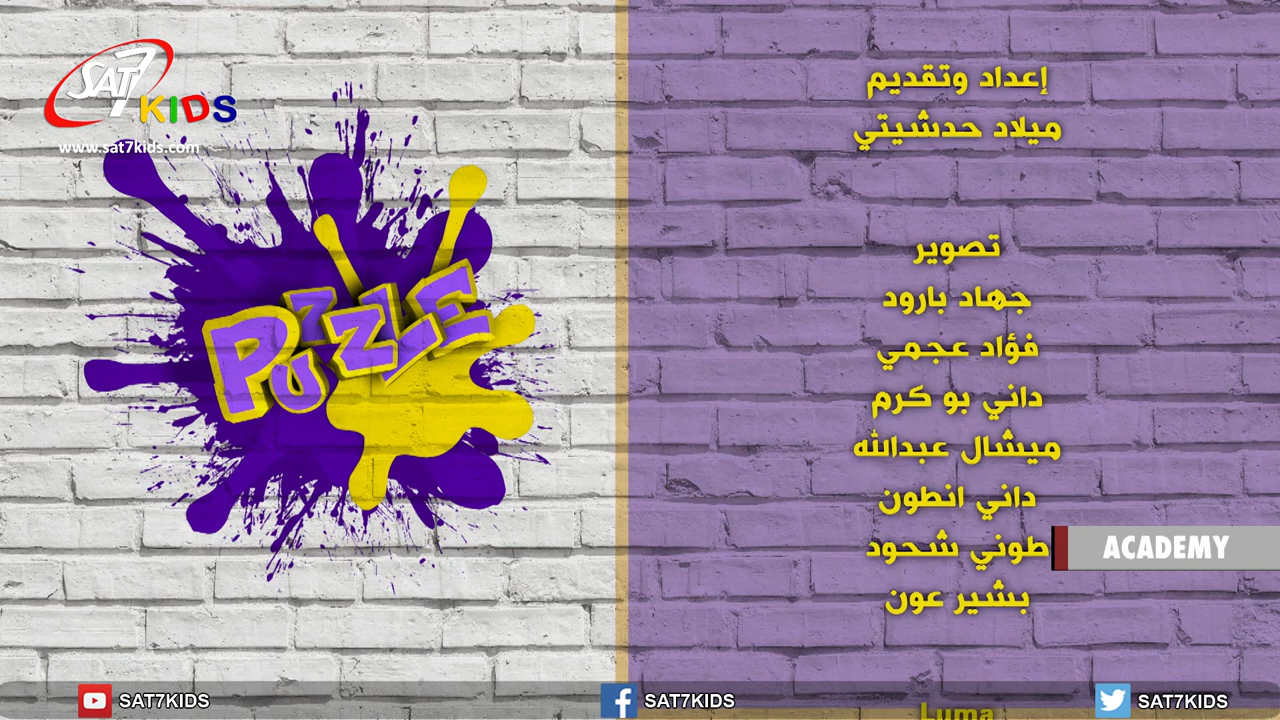 SAT7
KIDS
www.sat7kids.com
PUZZLE
إعداد وتقديم
ميلاد حدشيتي
تصوير
جهاد بارود
فؤاد عجمي
داني بو كرم
ميشال عبدالله
داني انطون
طوني شحود
بشير عون
ACADEMY
Luma
SAT7KIDS
SAT7KIDS
SAT7KIDS